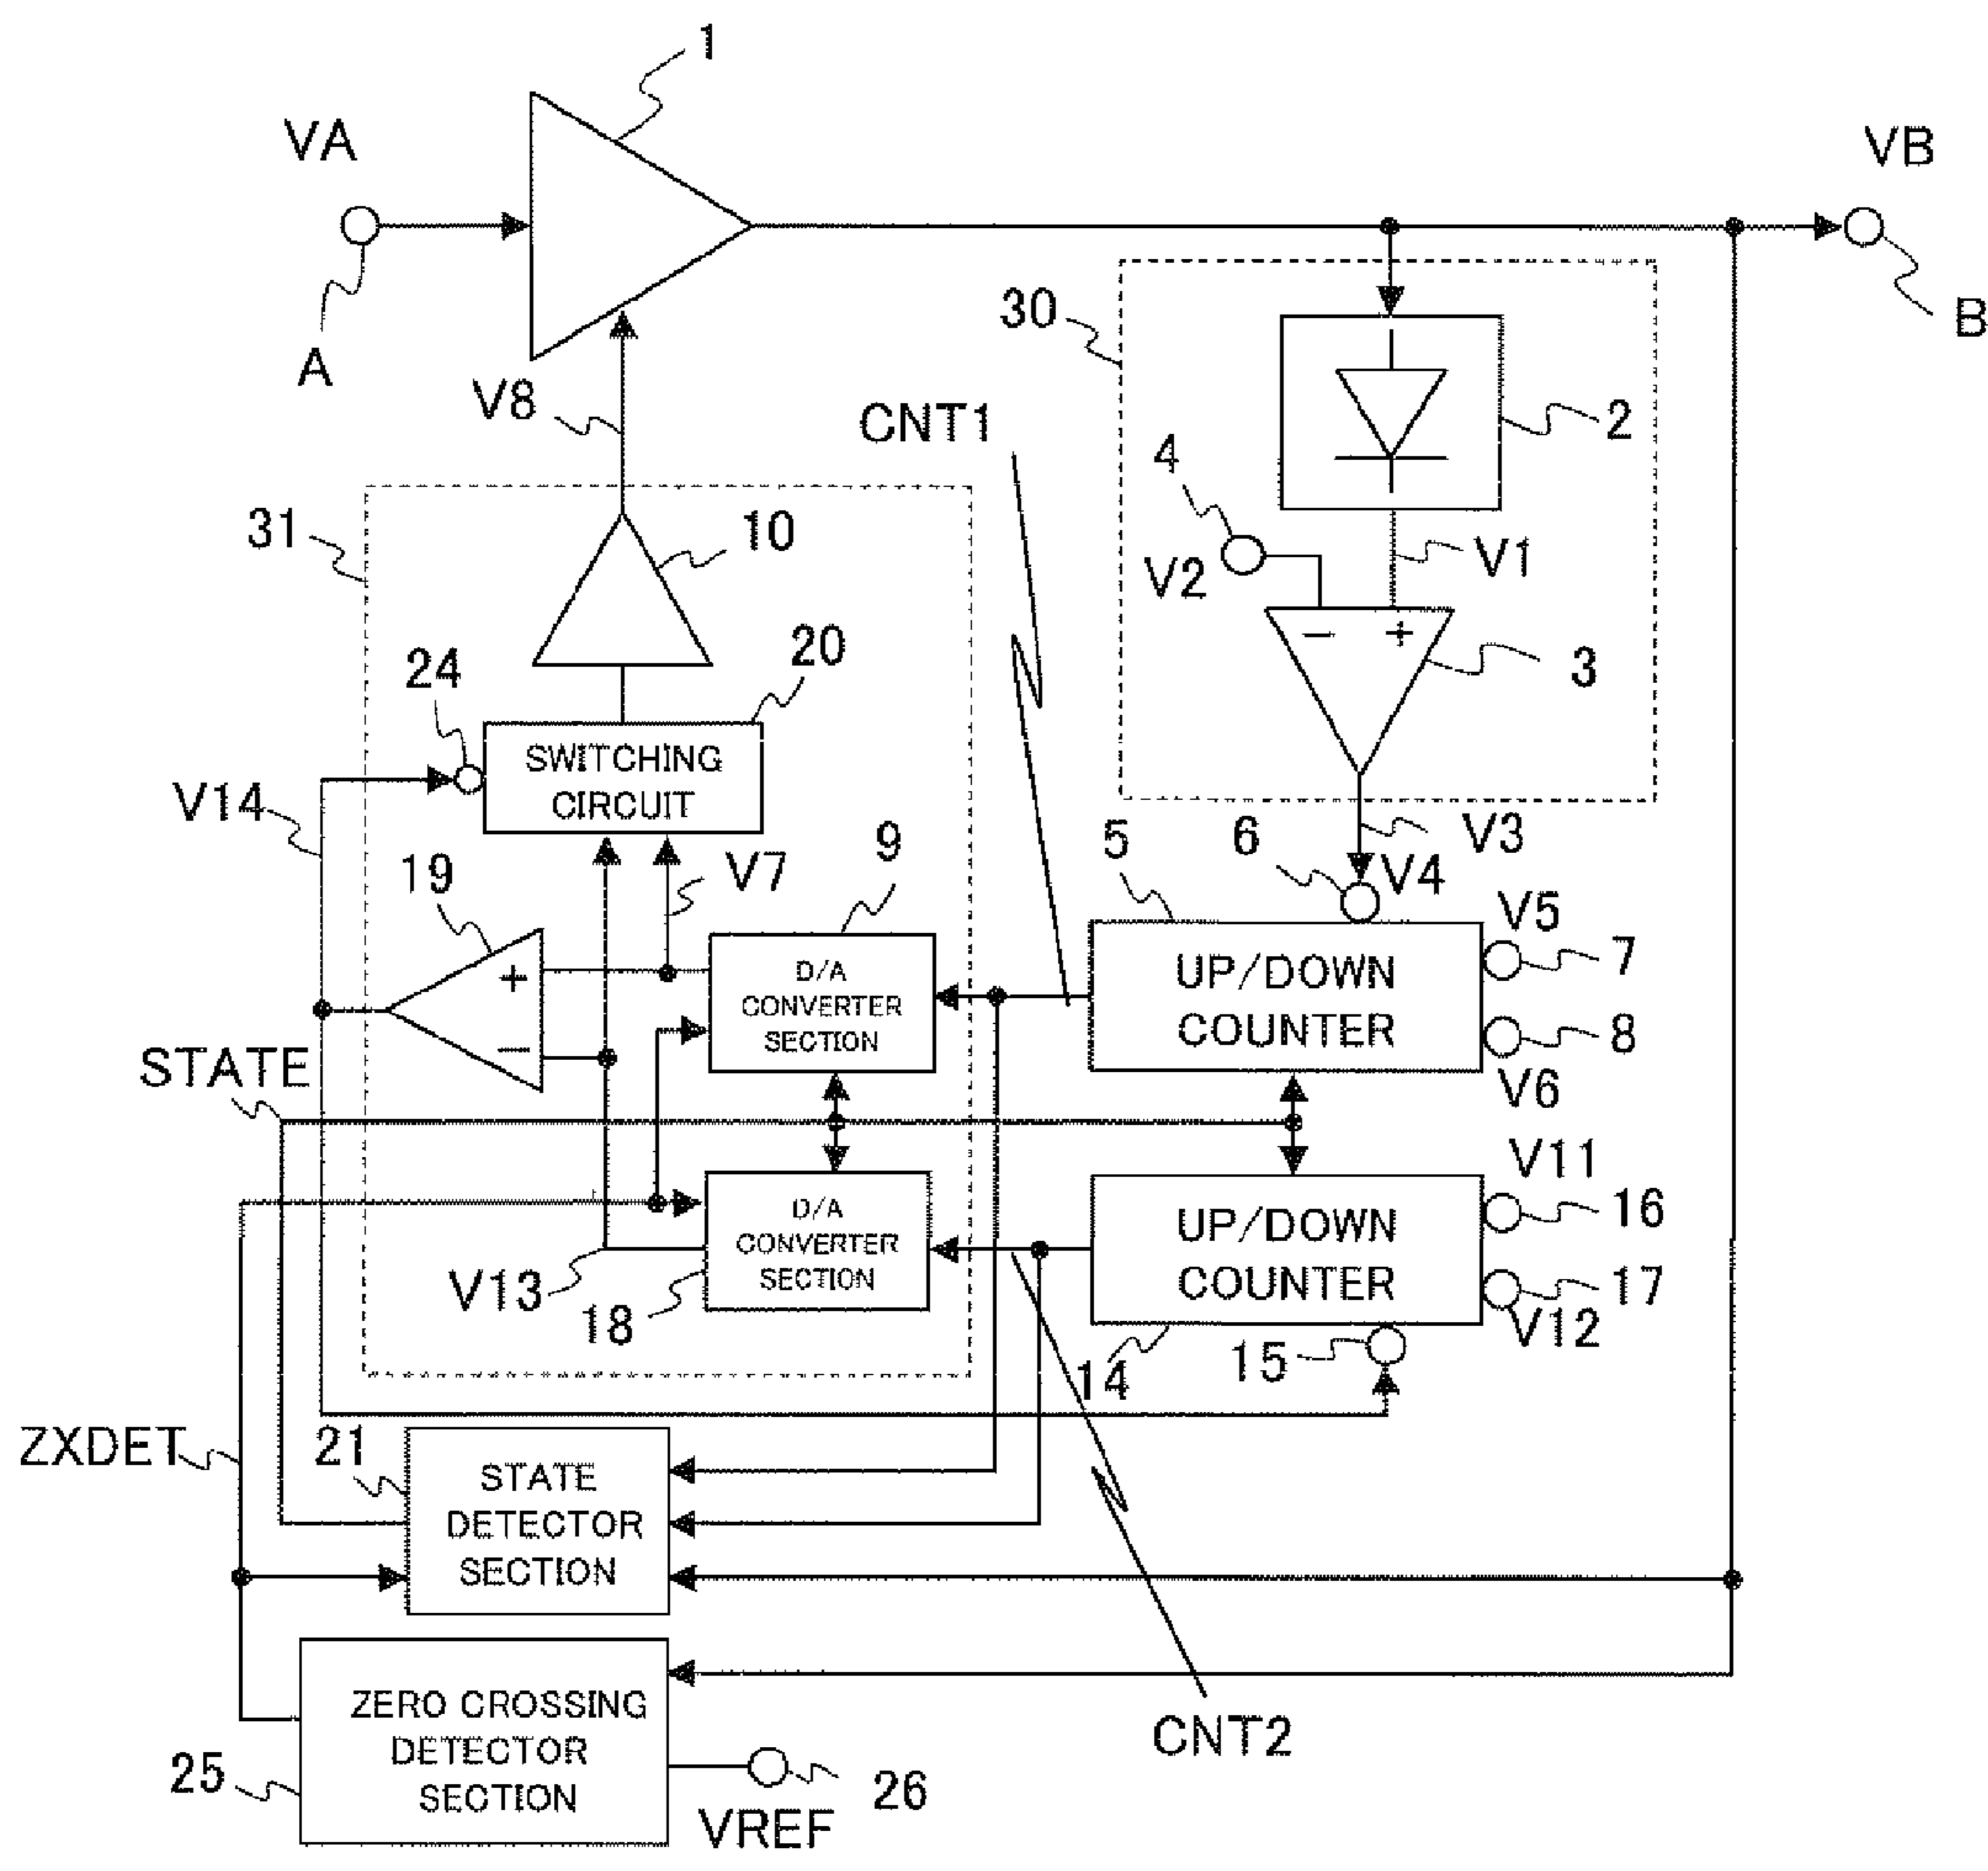 1
VA
VB
A
B
30
V8
CNT1
2
4
31
10
V2
V1
3
24
20
SWITCHING
CIRCUIT
V14
5
6
V3
V4
19
V7
9
V5
7
+
−
− +
D/A
CONVERTER
SECTION
UP/DOWN
COUNTER
8
V6
STATE
V11
16
D/A
CONVERTER
SECTION
UP/DOWN
COUNTER
17
V12
V13
18
14
15
ZXDET
21
STATE
DETECTOR
SECTION
CNT2
ZERO CROSSING
DETECTOR
SECTION
25
26
VREF